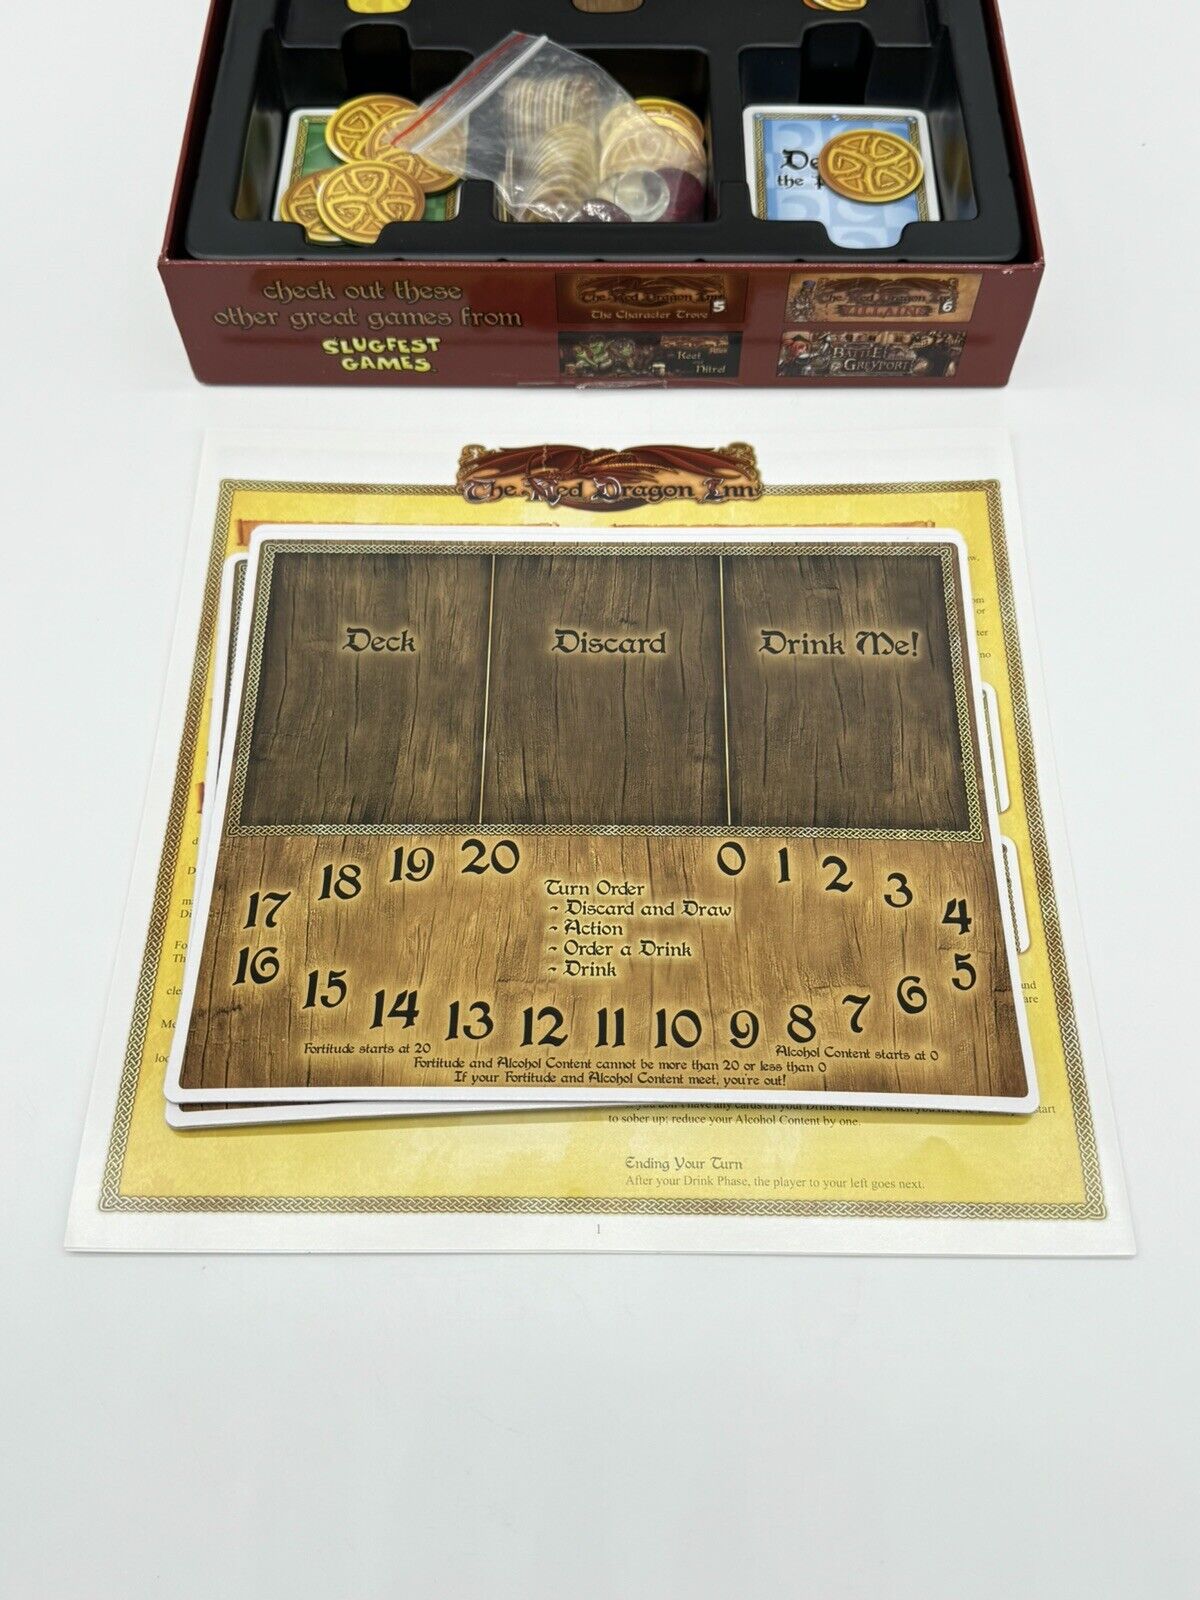 the
check out these
other great games from
SLUGFEST
GAMES
The Red Dragon Inn 5
The Character Trove
The Red Dragon Inn 6
VILLAINS
Keet
and
Nitrel
BATTLE
GREYPORT
The Red Dragon Inn
Deck
Discard
Drink Me!
20
19
18
17
16
15
14
13
12
11
10
9
8
7
6
5
4
3
2
1
0
Turn Order
- Discard and Draw
- Action
- Order a Drink
- Drink
Fortitude starts at 20
Alcohol Content starts at 0
Fortitude and Alcohol Content cannot be more than 20 or less than 0
If your Fortitude and Alcohol Content meet, you're out!
to sober up; reduce your Alcohol Content by one.
Ending Your Turn
After your Drink Phase, the player to your left goes next.
1